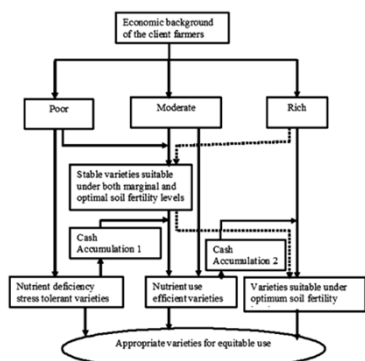 Economic background
of the client farmers
Poor
Moderate
Rich
Stable varieties suitable
under both marginal and
optimal soil fertility levels
Cash
Accumulation 1
Cash
Accumulation 2
Nutrient deficiency
stress tolerant varieties
Nutrient use
efficient varieties
Varieties suitable under
optimum soil fertility
Appropriate varieties for equitable use